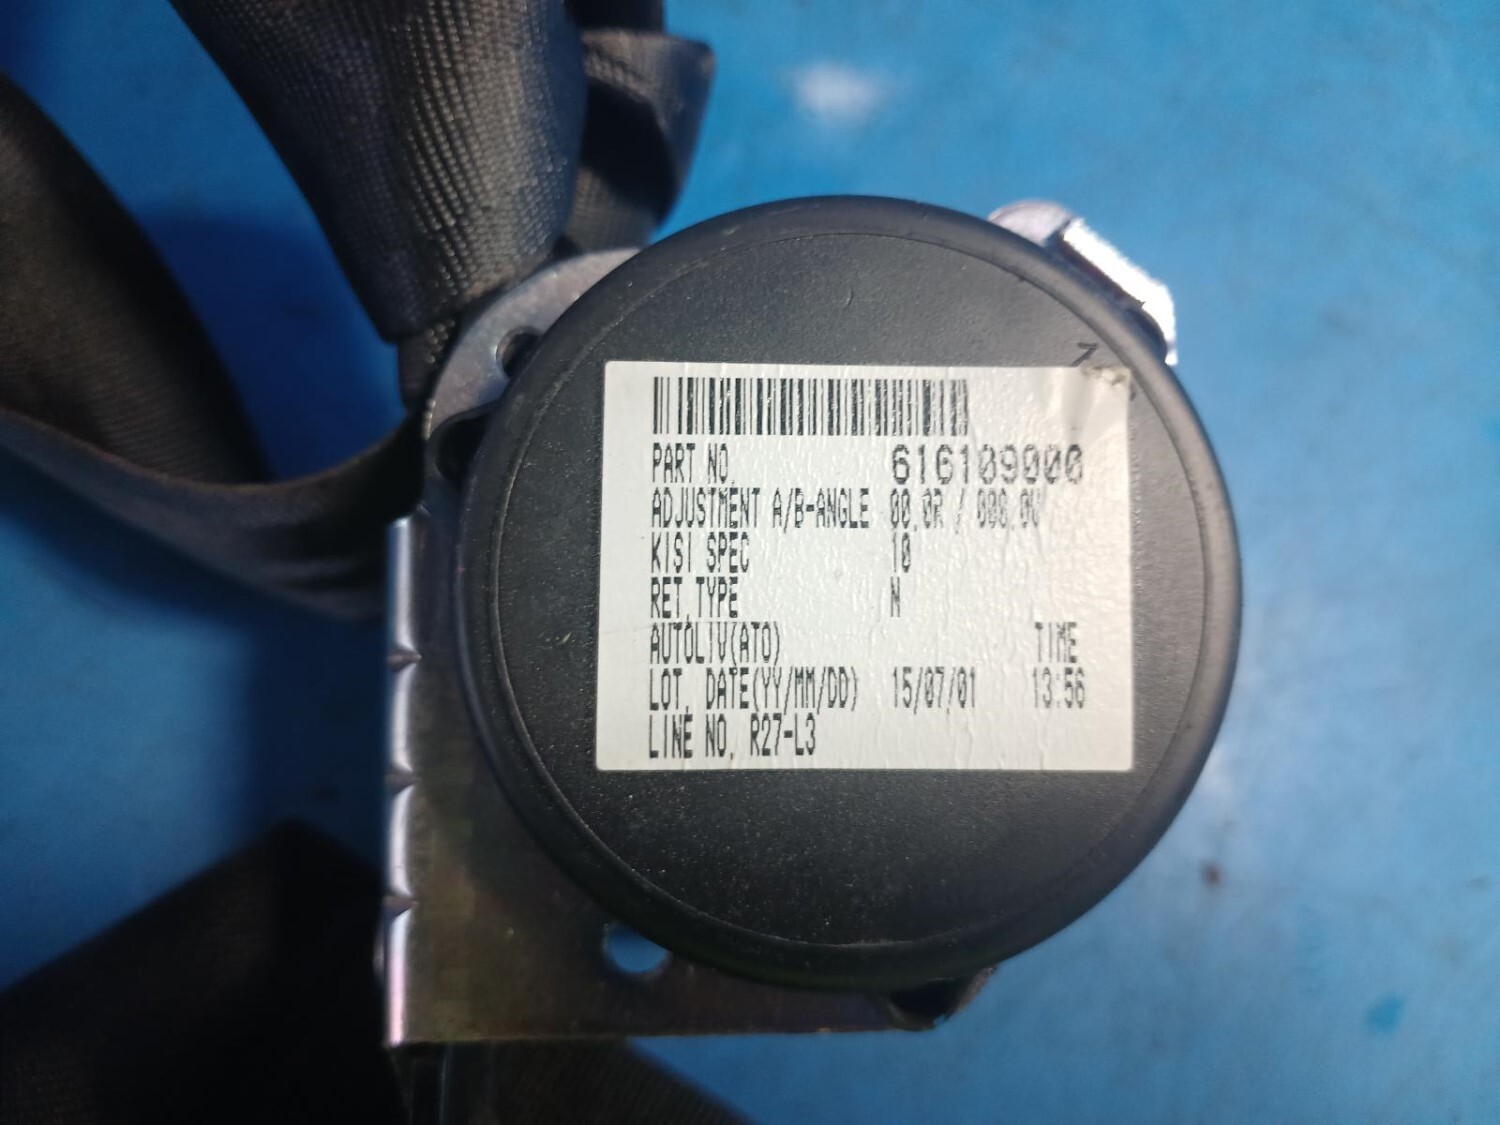 PART NO. 616109000
ADJUSTMENT A/B-ANGLE 00.0R / 000.0V
KISI SPEC 10
RET.TYPE N
AUTOLIV(ATO) TIME
LOT. DATE(YY/MM/DD) 15/07/01 13:56
LINE NO. R27-L3